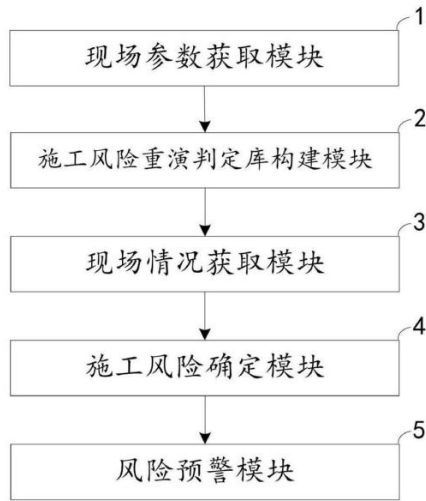 1
现场参数获取模块
2
施工风险重演判定库构建模块
3
现场情况获取模块
4
施工风险确定模块
5
风险预警模块